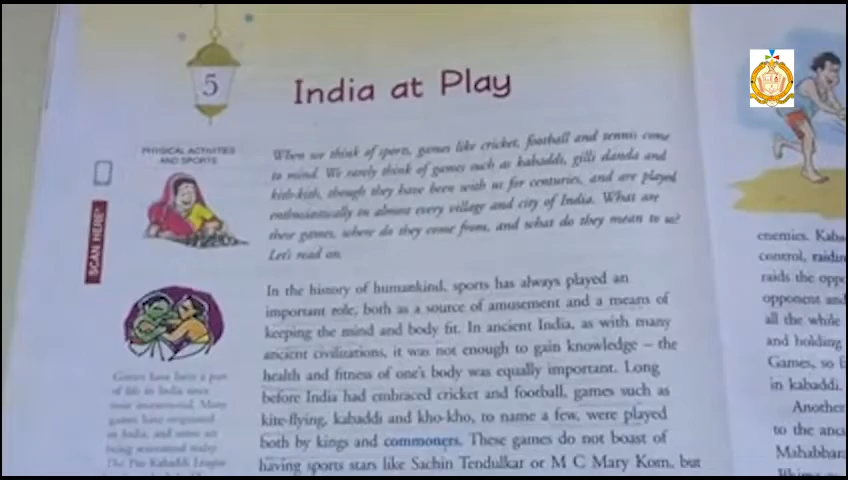 5
India at Play
PHYSICAL ACTIVITIES
AND SPORTS
SCAN HERE
When we think of sports, games like cricket, football and tennis come
to mind. We rarely think of games such as kabaddi, gilli danda and
kith-kith, though they have been with us for centuries, and are played
enthusiastically in almost every village and city of India. What are
these games, where do they come from, and what do they mean to us?
Let's read on.
In the history of humankind, sports has always played an
important role, both as a source of amusement and a means of
keeping the mind and body fit. In ancient India, as with many
ancient civilisations, it was not enough to gain knowledge – the
health and fitness of one's body was equally important. Long
before India had embraced cricket and football, games such as
kite-flying, kabaddi and kho-kho, to name a few, were played
both by kings and commoners. These games do not boast of
having sports stars like Sachin Tendulkar or M C Mary Kom, but
Games have been a part
of life in India since
time immemorial. Many
games have originated
in India, and some are
being reinvented today.
The Pro Kabaddi League
enemies. Kaba
control, raidin
raids the oppo
opponent and
all the while
and holding
Games, so
in kabaddi.
Another
to the anci
Mahabhara